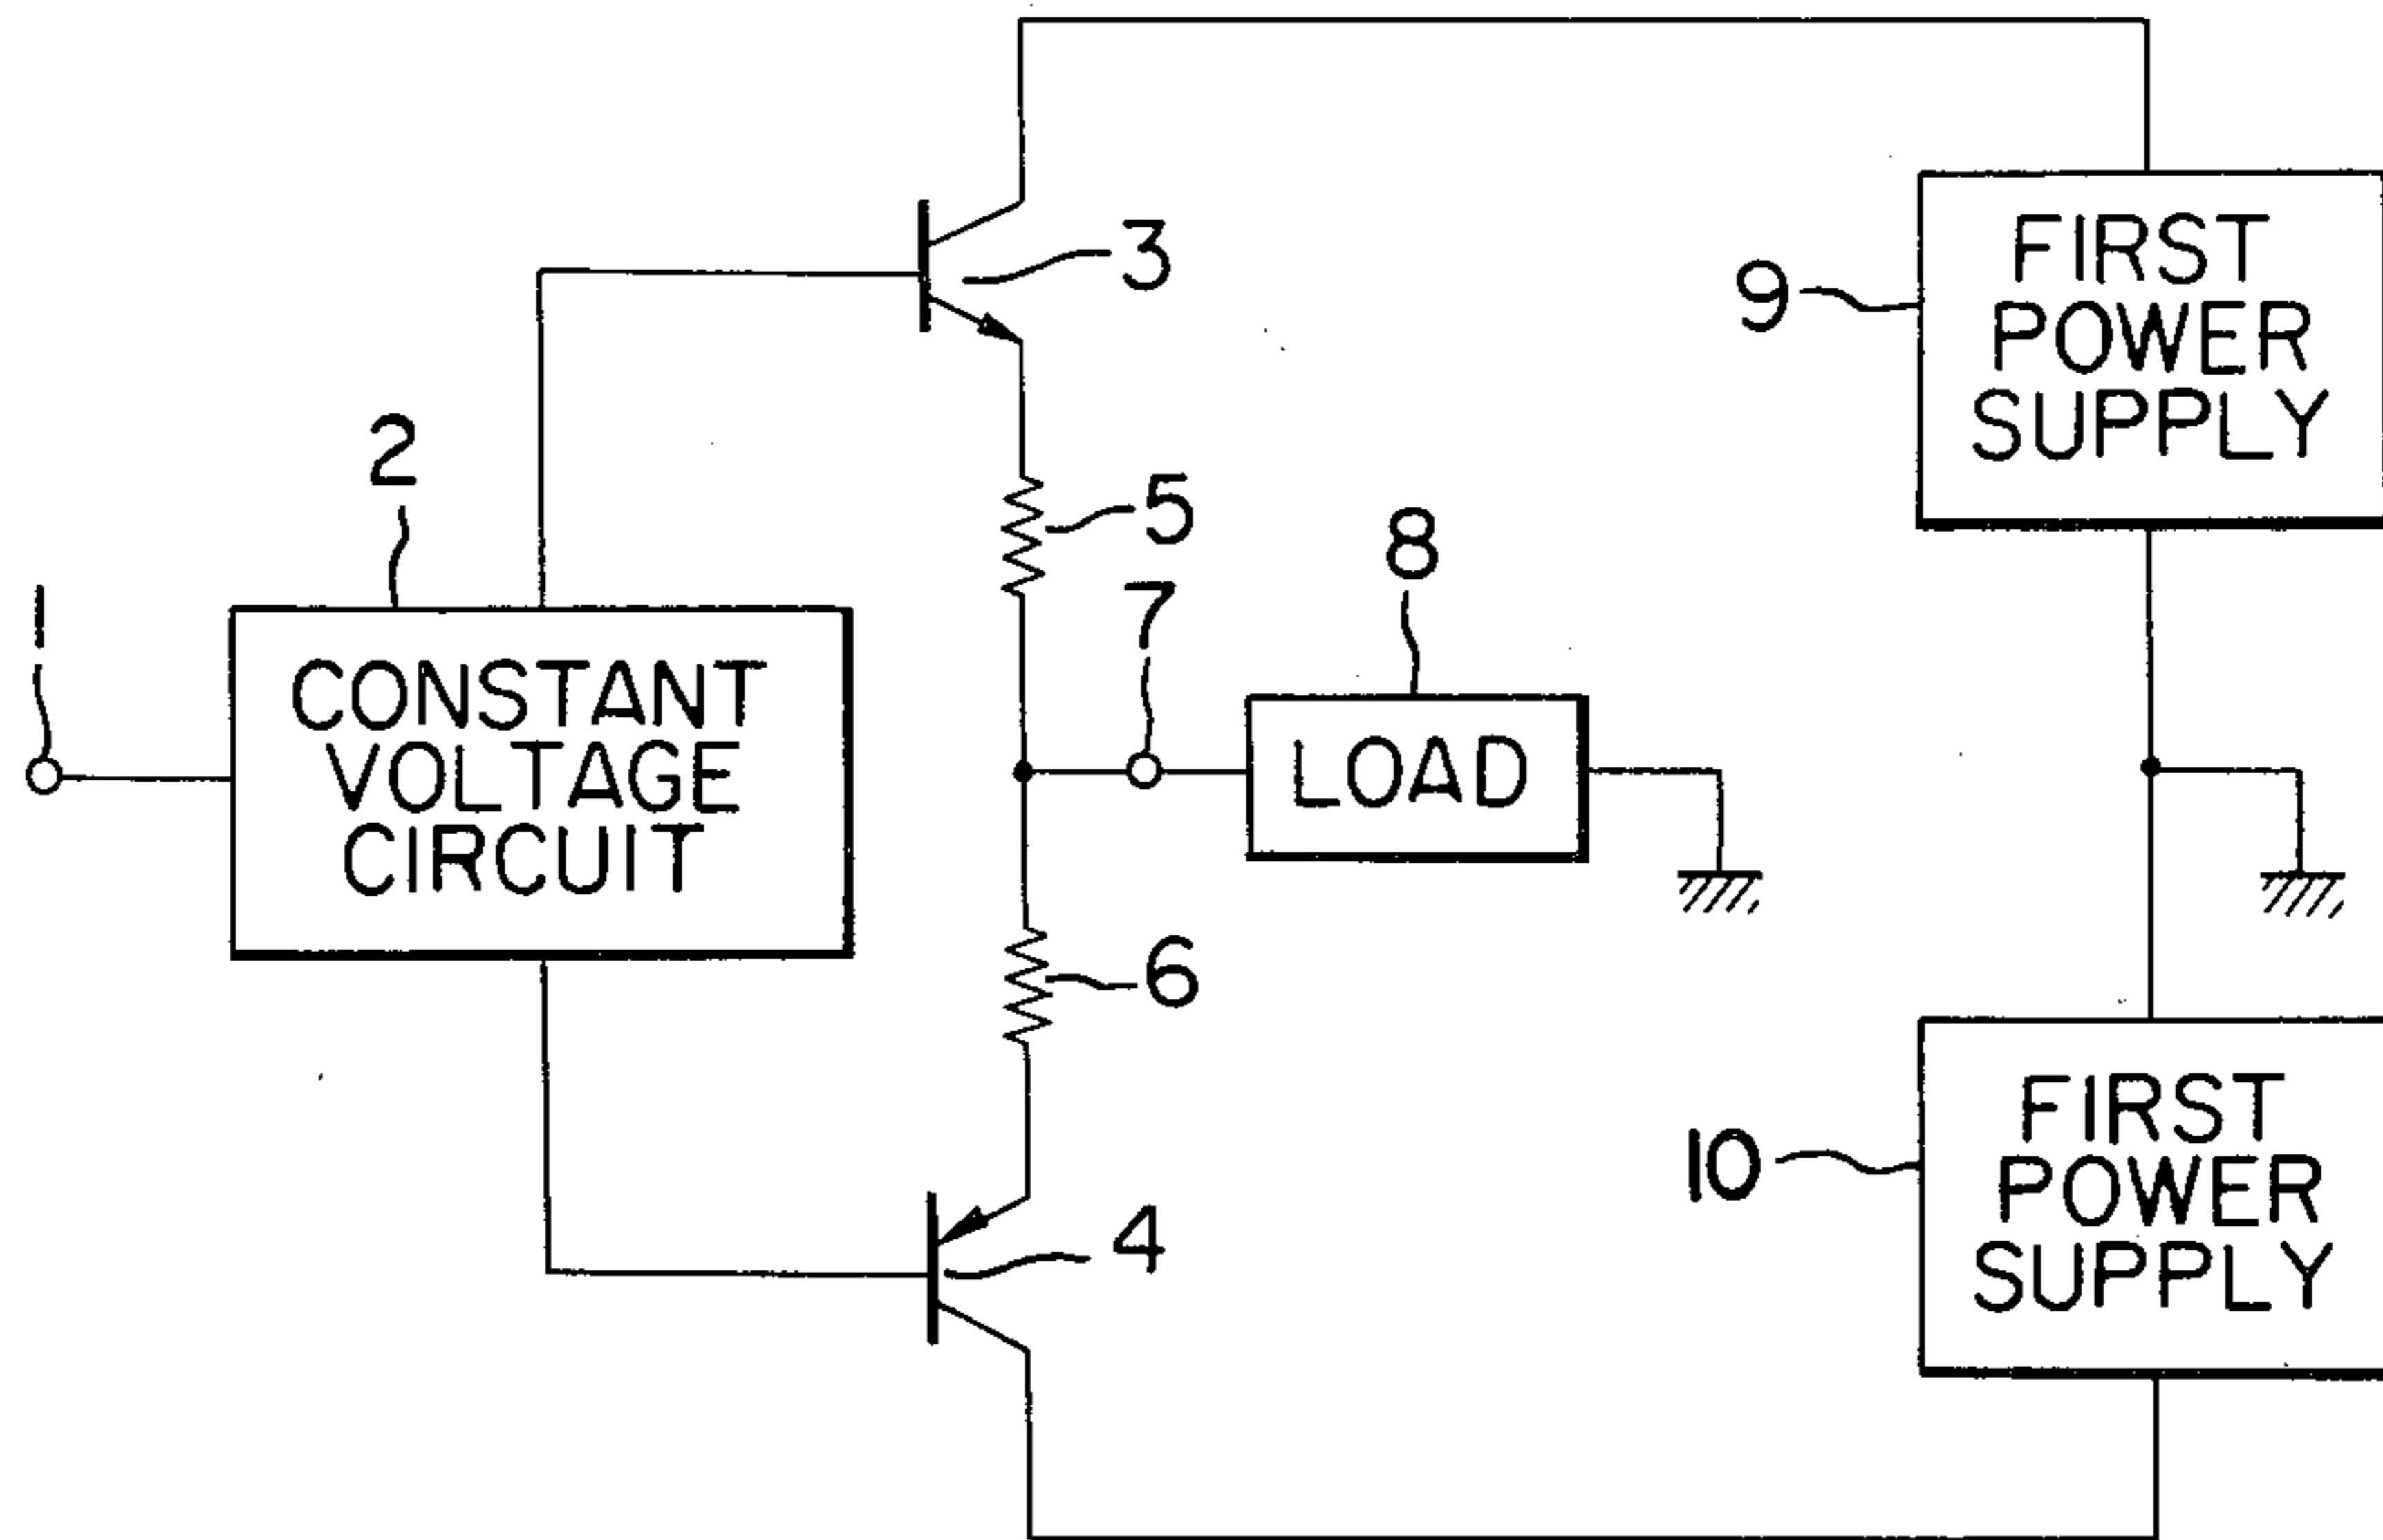 3
FIRST
POWER
SUPPLY
9
2
5
8
1
7
CONSTANT
VOLTAGE
CIRCUIT
LOAD
6
FIRST
POWER
SUPPLY
10
4